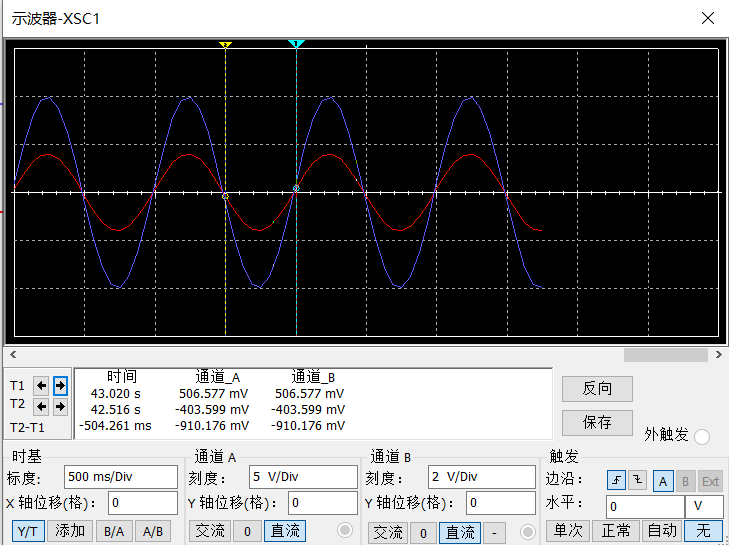 示波器-XSC1
T1
T2
T2-T1
时间 通道_A 通道_B
43.020 s 506.577 mV 506.577 mV
42.516 s -403.599 mV -403.599 mV
-504.261 ms -910.176 mV -910.176 mV
反向
保存
外触发
时基
标度: 500 ms/Div
X 轴位移(格): 0
Y/T 添加 B/A A/B
通道 A
刻度: 5 V/Div
Y 轴位移(格): 0
交流 0 直流
通道 B
刻度: 2 V/Div
Y 轴位移(格): 0
交流 0 直流 -
触发
边沿: A B Ext
水平: 0 V
单次 正常 自动 无